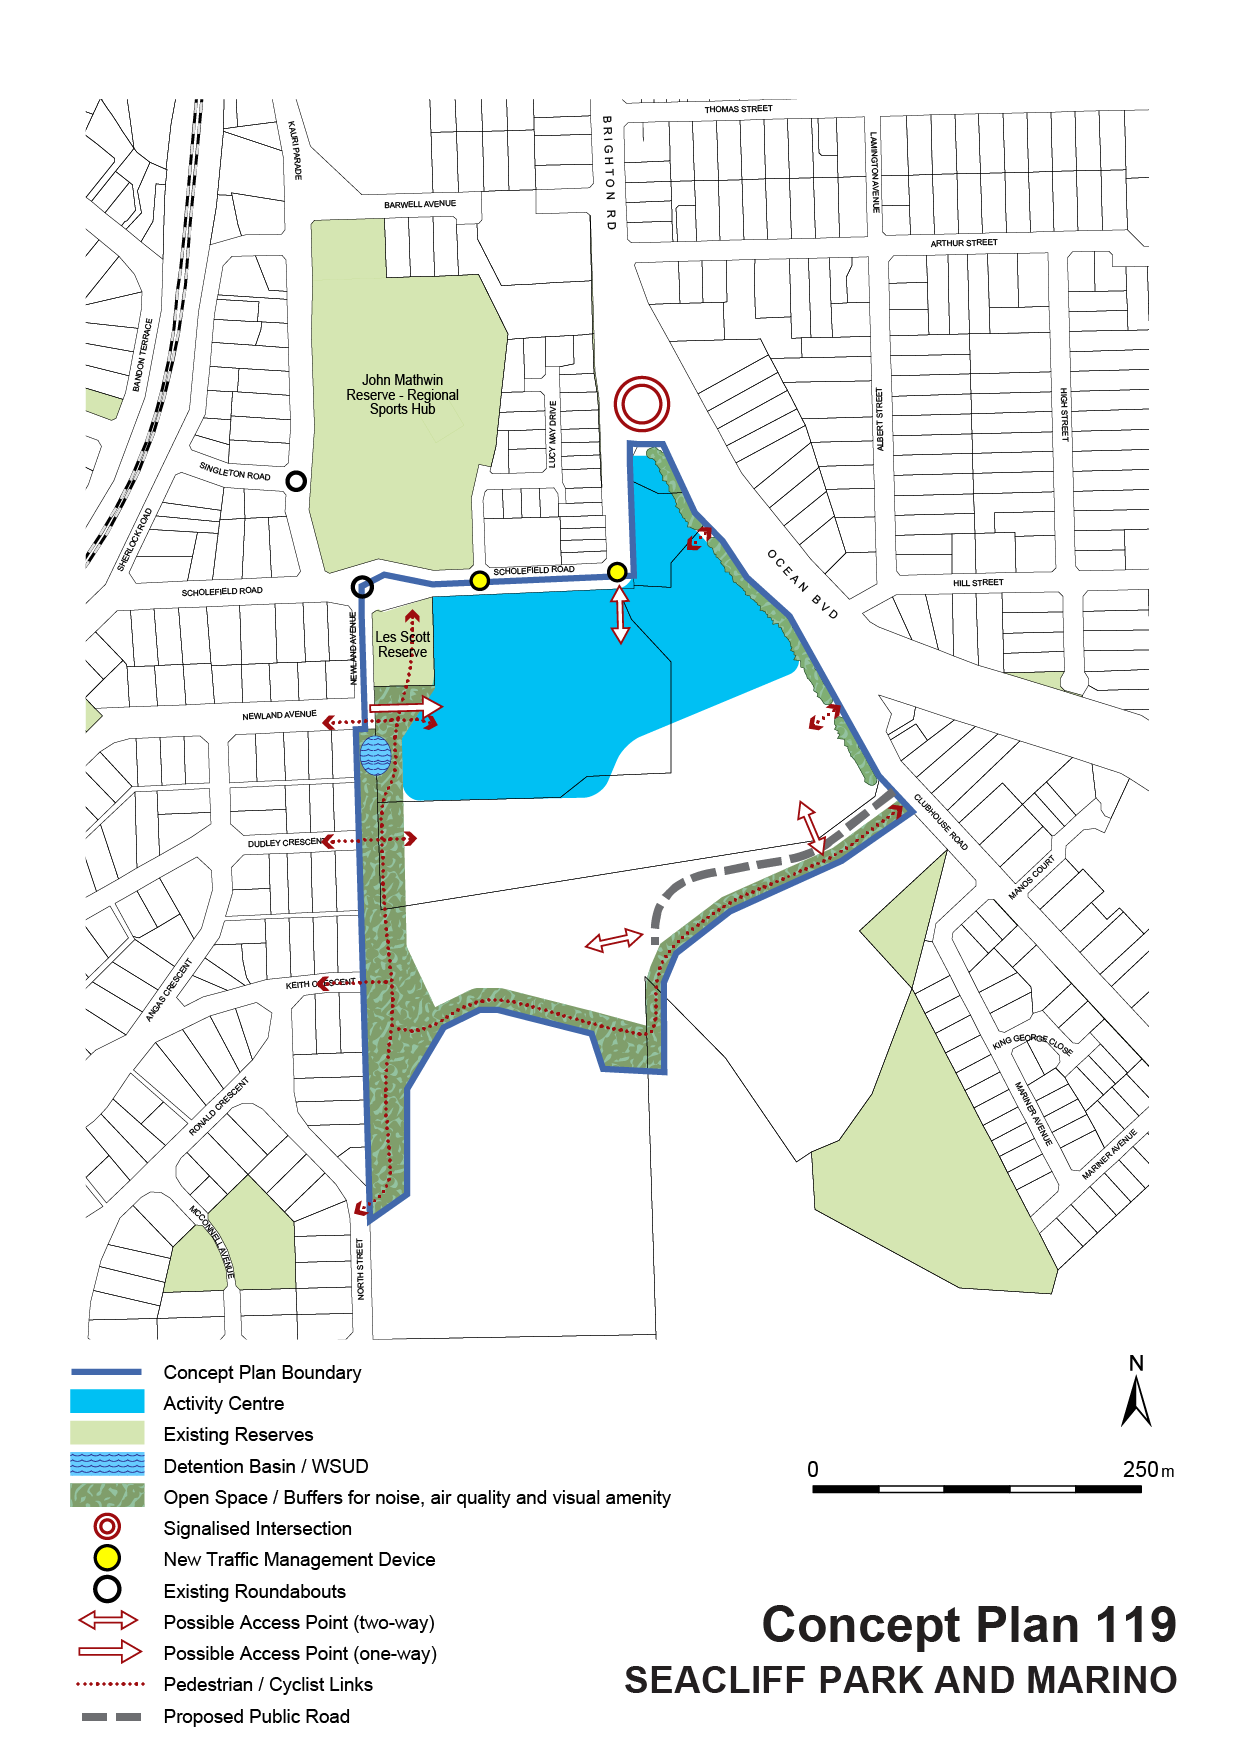 THOMAS STREET
BRIGHTON RD
KAURI PARADE
LAMINGTON AVENUE
BARWELL AVENUE
ARTHUR STREET
BANDON TERRACE
John Mathwin
Reserve - Regional
Sports Hub
LUCY MAY DRIVE
ALBERT STREET
HIGH STREET
SINGLETON ROAD
SHERLOCK ROAD
SCHOLEFIELD ROAD
SCHOLEFIELD ROAD
OCEAN BVD
HILL STREET
NEWLAND AVENUE
Les Scott
Reserve
NEWLAND AVENUE
CLUBHOUSE ROAD
DUDLEY CRESCENT
MANOS COURT
ANGAS CRESCENT
KEITH CRESCENT
KING GEORGE CLOSE
RONALD CRESCENT
MARINER AVENUE
MARINER AVENUE
MCCONNELL AVENUE
NORTH STREET
Concept Plan Boundary
Activity Centre
Existing Reserves
Detention Basin / WSUD
Open Space / Buffers for noise, air quality and visual amenity
Signalised Intersection
New Traffic Management Device
Existing Roundabouts
Possible Access Point (two-way)
Possible Access Point (one-way)
Pedestrian / Cyclist Links
Proposed Public Road
N
0 250m
Concept Plan 119
SEACLIFF PARK AND MARINO